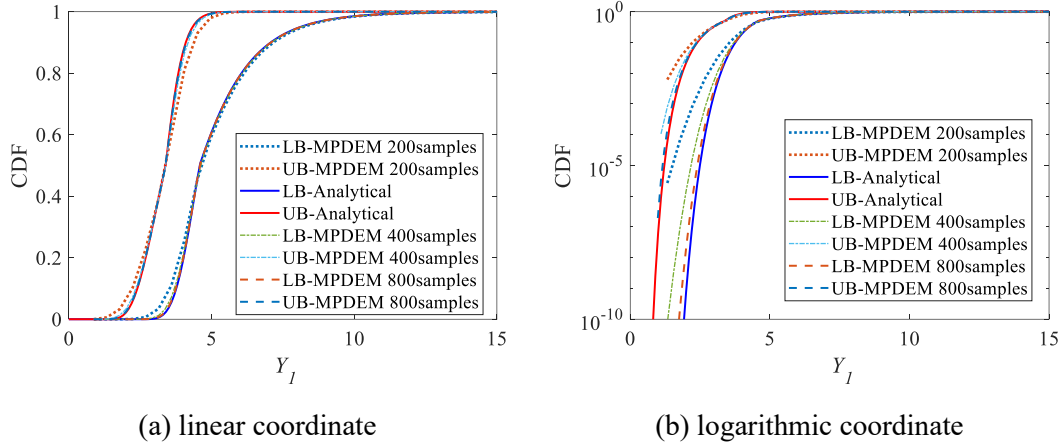 1
0.8
0.6
0.4
0.2
0
CDF
0 5 10 15
Y1
LB-MPDEM 200samples
UB-MPDEM 200samples
LB-Analytical
UB-Analytical
LB-MPDEM 400samples
UB-MPDEM 400samples
LB-MPDEM 800samples
UB-MPDEM 800samples
(a) linear coordinate
10^0
10^-5
10^-10
CDF
0 5 10 15
Y1
LB-MPDEM 200samples
UB-MPDEM 200samples
LB-Analytical
UB-Analytical
LB-MPDEM 400samples
UB-MPDEM 400samples
LB-MPDEM 800samples
UB-MPDEM 800samples
(b) logarithmic coordinate